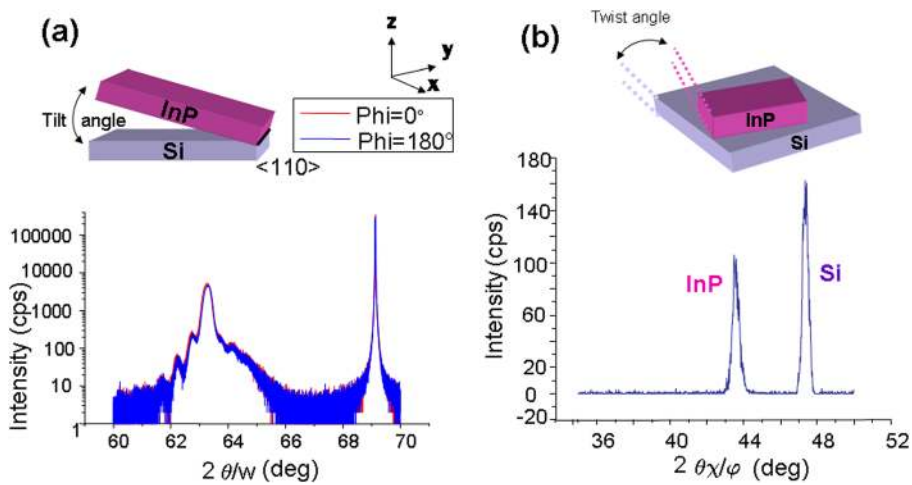 (a)
z
y
x
InP
Tilt angle
Si
<110>
Phi=0°
Phi=180°
Intensity (cps)
100000
10000
1000
100
10
1
60 62 64 66 68 70
2 θ/w (deg)
(b)
Twist angle
InP
Si
Intensity (cps)
180
140
100
60
20
0
-20
InP
Si
36 40 44 48 52
2 θχ/φ (deg)